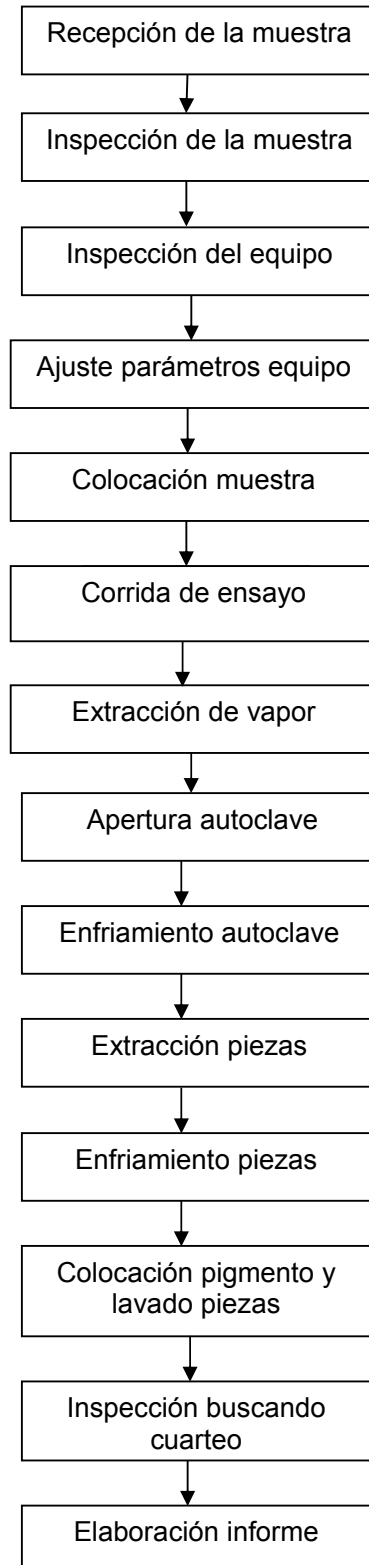 Recepción de la muestra
Inspección de la muestra
Inspección del equipo
Ajuste parámetros equipo
Colocación muestra
Corrida de ensayo
Extracción de vapor
Apertura autoclave
Enfriamiento autoclave
Extracción piezas
Enfriamiento piezas
Colocación pigmento y
lavado piezas
Inspección buscando
cuarteo
Elaboración informe